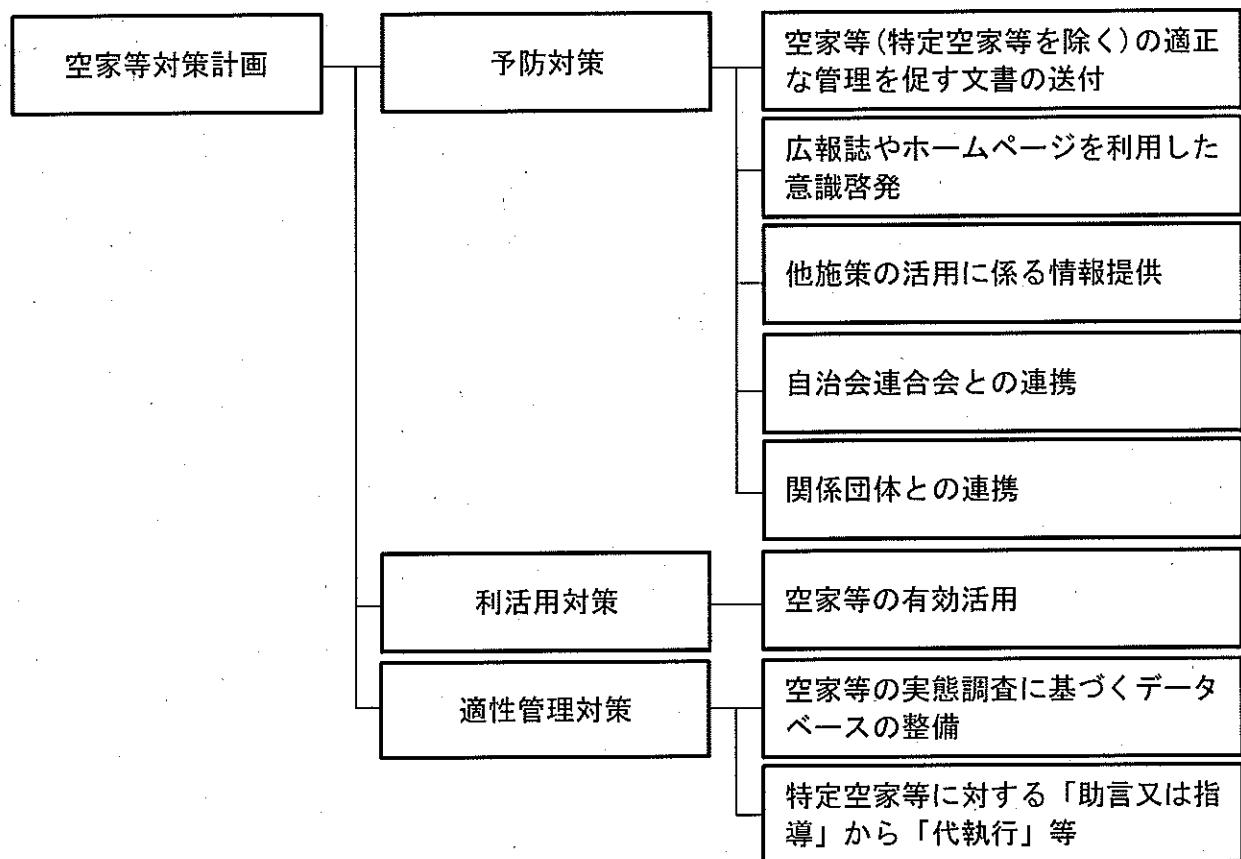 空家等対策計画
予防対策
空家等(特定空家等を除く)の適正
な管理を促す文書の送付
広報誌やホームページを利用した
意識啓発
他施策の活用に係る情報提供
自治会連合会との連携
関係団体との連携
利活用対策
空家等の有効活用
適性管理対策
空家等の実態調査に基づくデータ
ベースの整備
特定空家等に対する「助言又は指
導」から「代執行」等